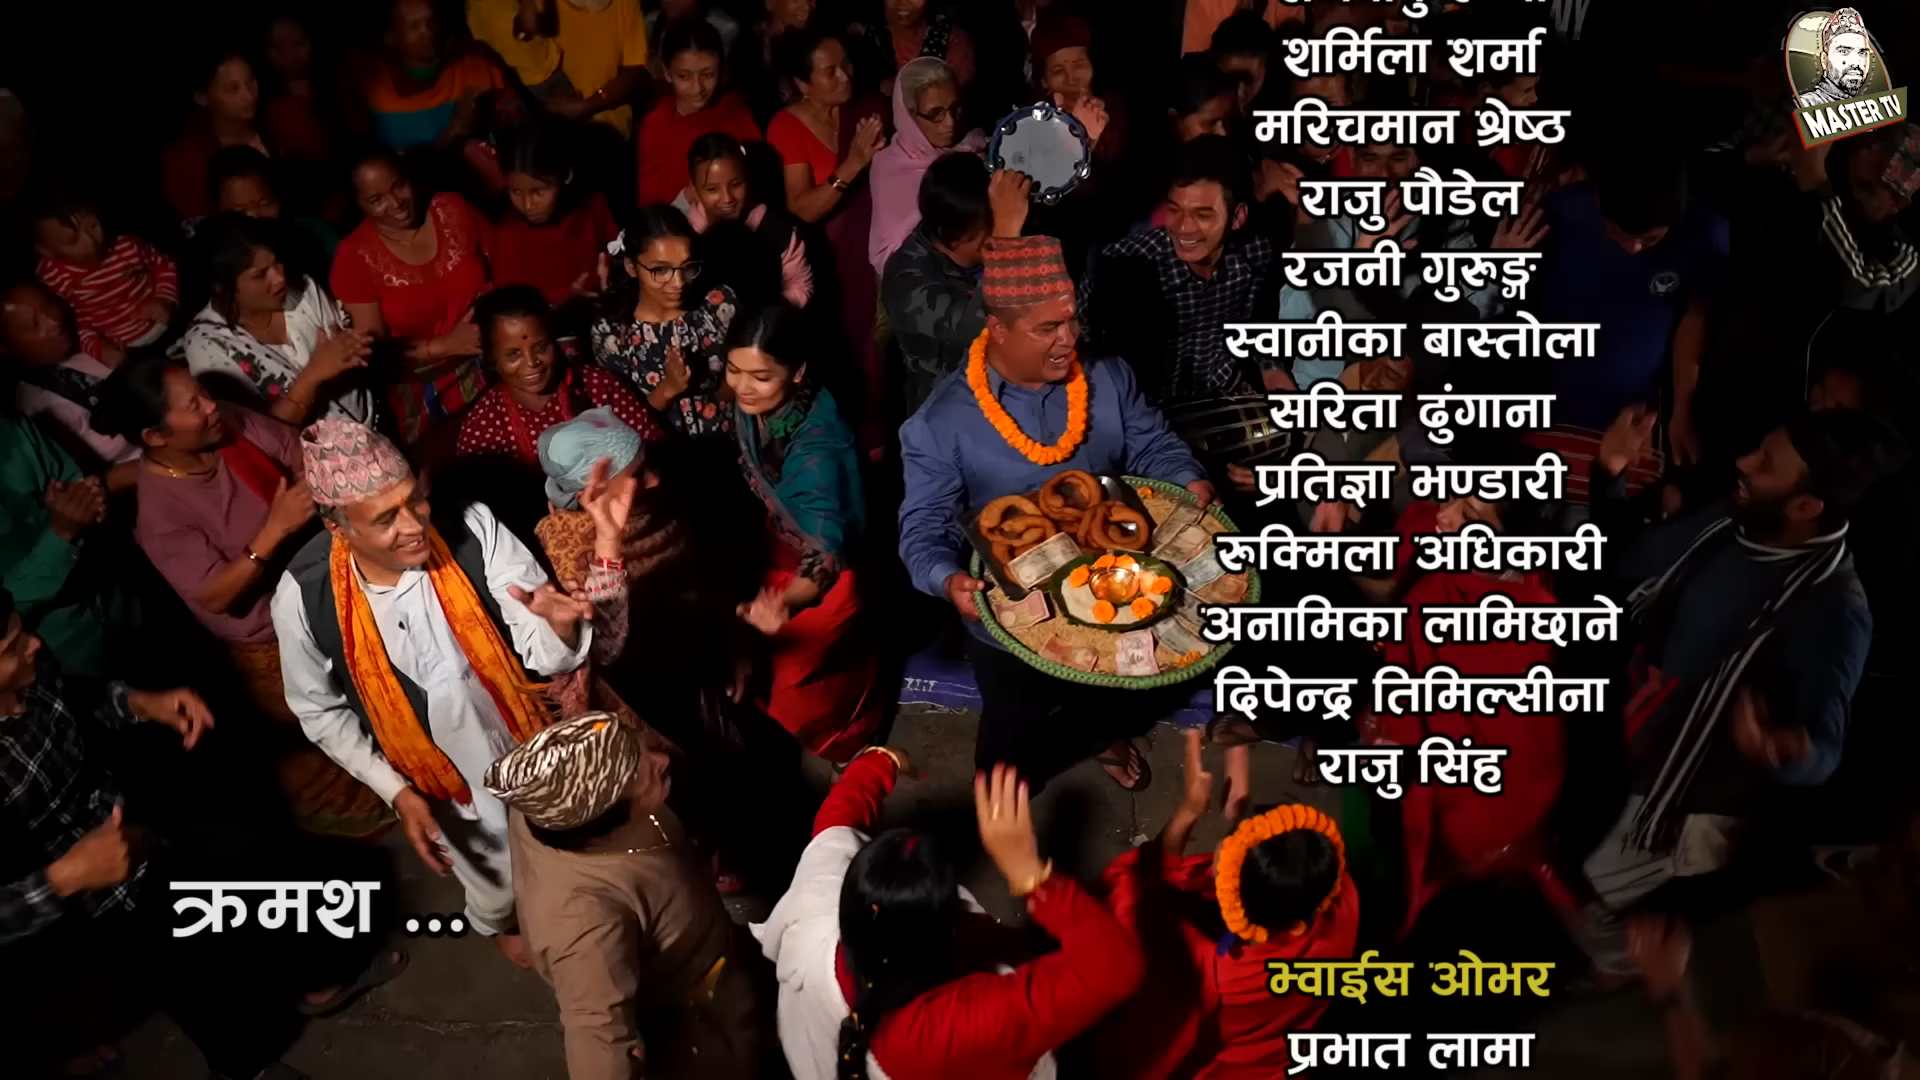 शर्मिला शर्मा
मरिचमान श्रेष्ठ
राजु पौडेल
रजनी गुरूङ्ग
स्वानीका बास्तोला
सरिता ढुंगाना
प्रतिज्ञा भण्डारी
रूक्मिला अधिकारी
अनामिका लामिछाने
दिपेन्द्र तिमिल्सीना
राजु सिंह
क्रमश ...
भ्वाईस ओभर
प्रभात लामा
MASTER TV